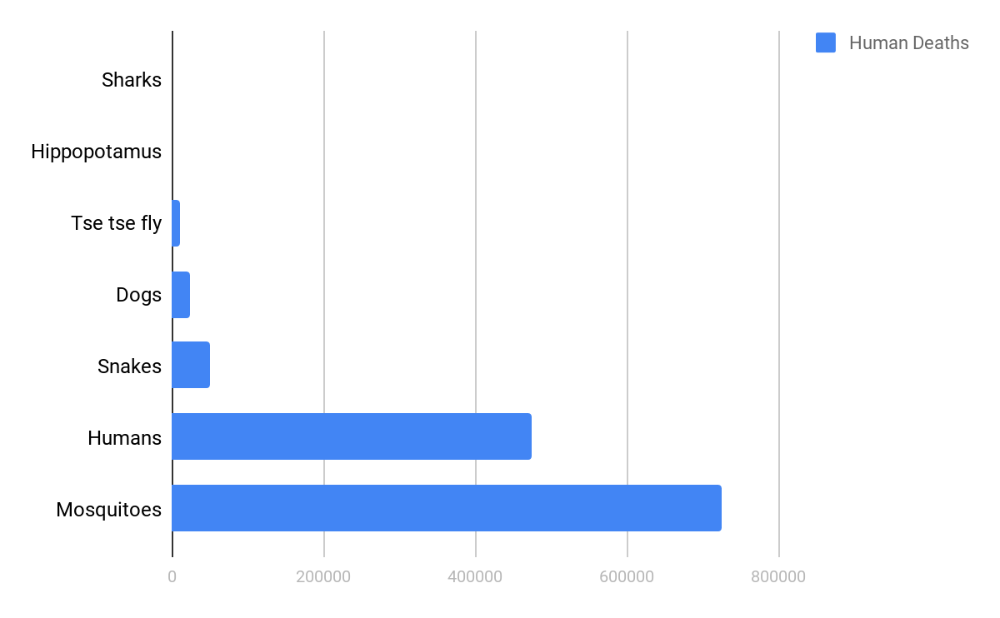 Human Deaths
Sharks
Hippopotamus
Tse tse fly
Dogs
Snakes
Humans
Mosquitoes
0 200000 400000 600000 800000